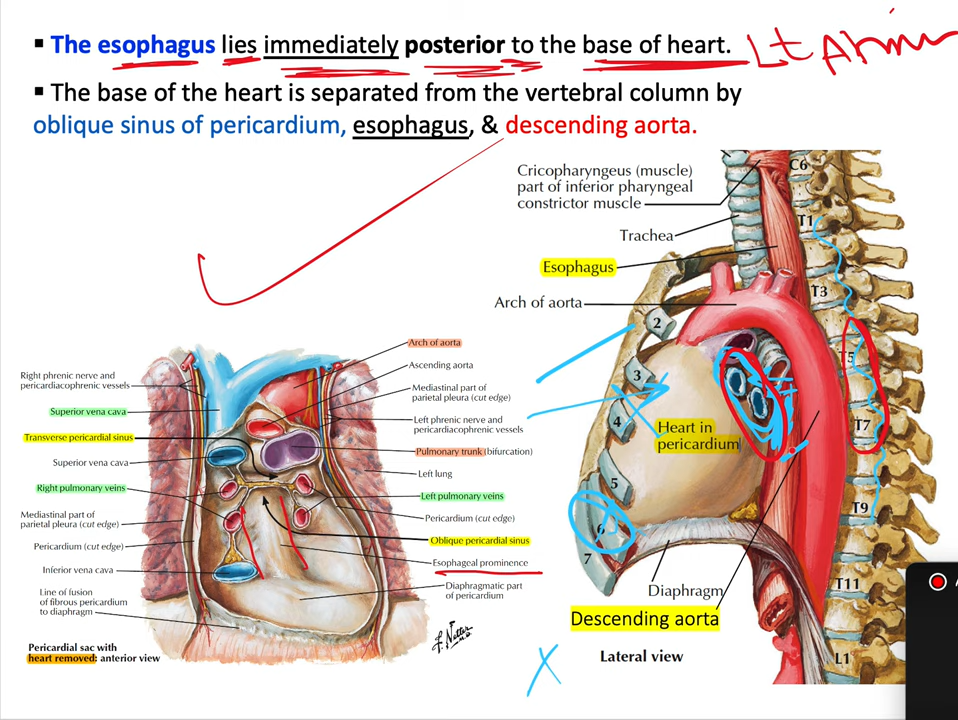 ▪ The esophagus lies immediately posterior to the base of heart.
▪ The base of the heart is separated from the vertebral column by
oblique sinus of pericardium, esophagus, & descending aorta.
Cricopharyngeus (muscle)
part of inferior pharyngeal
constrictor muscle
Trachea
Esophagus
Arch of aorta
C6
T1
T3
T5
T7
T9
T11
L1
2
3
4
5
6
7
Heart in
pericardium
Diaphragm
Descending aorta
Lateral view
Right phrenic nerve and
pericardiacophrenic vessels
Superior vena cava
Transverse pericardial sinus
Superior vena cava
Right pulmonary veins
Mediastinal part of
parietal pleura (cut edge)
Pericardium (cut edge)
Inferior vena cava
Line of fusion
of fibrous pericardium
to diaphragm
Arch of aorta
Ascending aorta
Mediastinal part of
parietal pleura (cut edge)
Left phrenic nerve and
pericardiacophrenic vessels
Pulmonary trunk (bifurcation)
Left lung
Left pulmonary veins
Pericardium (cut edge)
Oblique pericardial sinus
Esophageal prominence
Diaphragmatic part
of pericardium
Pericardial sac with
heart removed: anterior view
F. Netter
M.D.